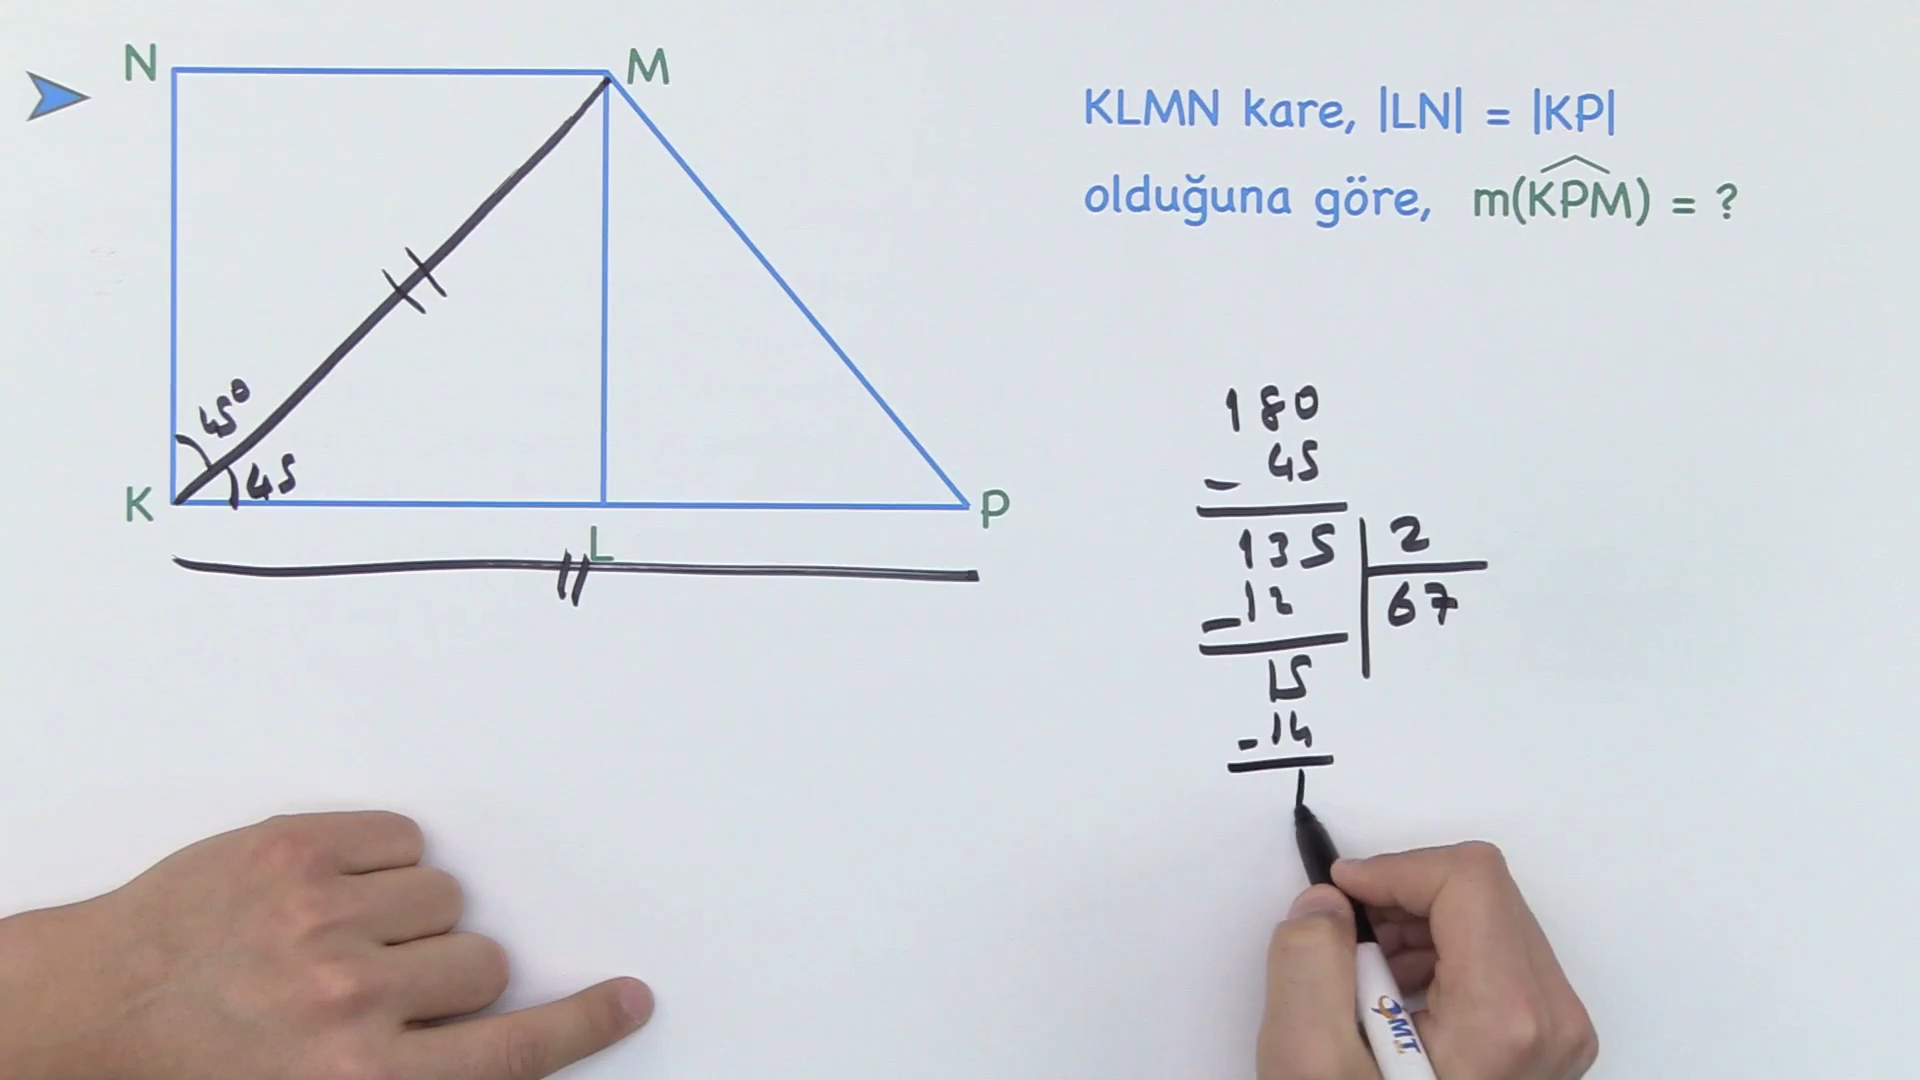 N
M
KLMN kare, |LN| = |KP|
olduğuna göre, m(KPM) = ?
45°
45
K
L
P
180
- 45
135 | 2
- 12 67
15
- 14
1
M.T.